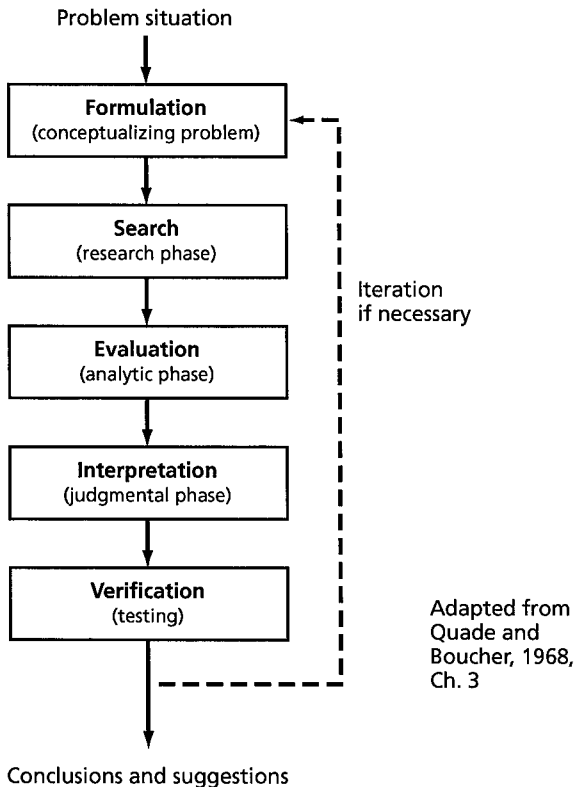 Problem situation
Formulation
(conceptualizing problem)
Search
(research phase)
Iteration
if necessary
Evaluation
(analytic phase)
Interpretation
(judgmental phase)
Verification
(testing)
Adapted from
Quade and
Boucher, 1968,
Ch. 3
Conclusions and suggestions